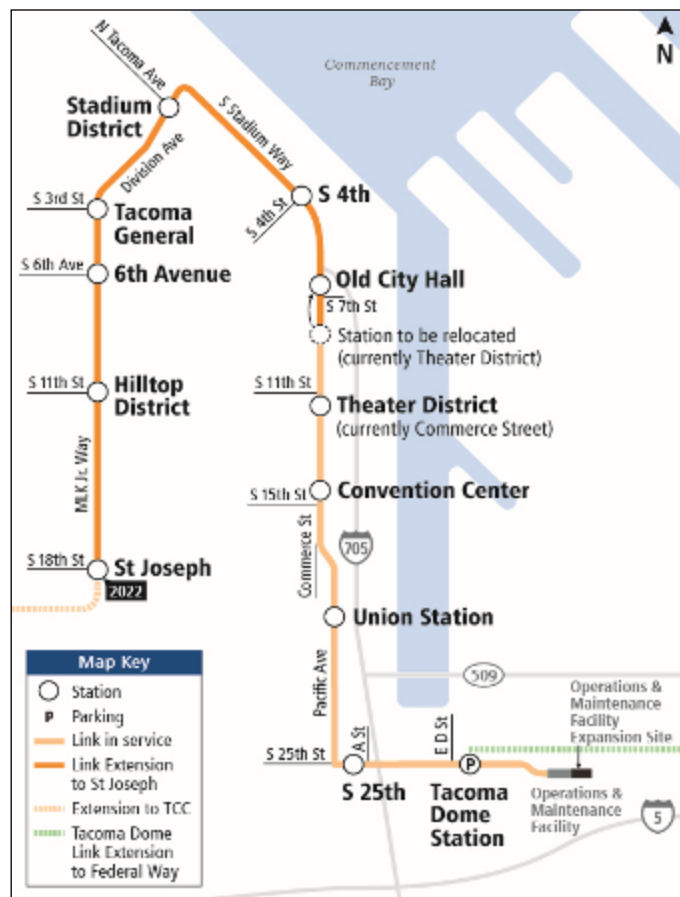 N
Commencement
Bay
N Tacoma Ave
Stadium
District
S Stadium Way
Division Ave
S 3rd St
Tacoma
General
S 4th St
S 4th
S 6th Ave
6th Avenue
Old City Hall
S 7th St
Station to be relocated
(currently Theater District)
S 11th St
Hilltop
District
S 11th St
Theater District
(currently Commerce Street)
MLK Jr. Way
S 15th St
Convention Center
Commerce St
705
S 18th St
St Joseph
2022
Union Station
Pacific Ave
509
Operations &
Maintenance
Facility
Expansion Site
S 25th St
A St
E D St
P
S 25th
Tacoma
Dome
Station
Operations &
Maintenance
Facility
5
Map Key
Station
P Parking
Link in service
Link Extension
to St Joseph
Extension to TCC
Tacoma Dome
Link Extension
to Federal Way